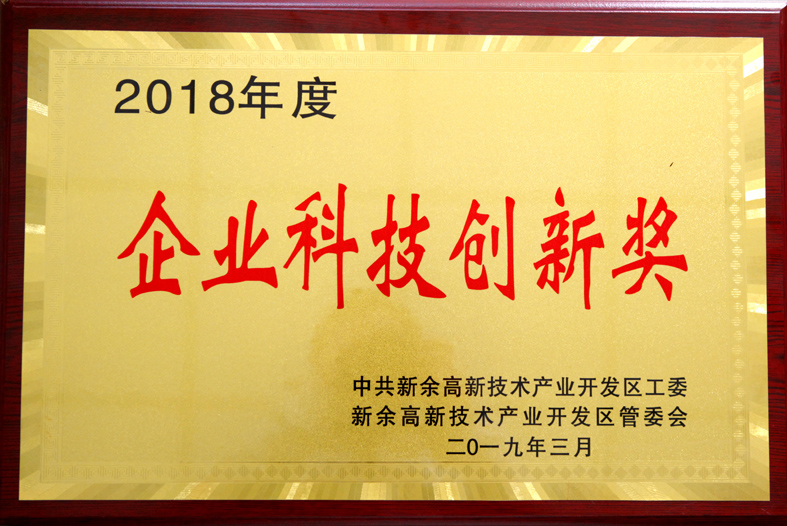 2018年度
企业科技创新奖
中共新余高新技术产业开发区工委
新余高新技术产业开发区管委会
二0一九年三月